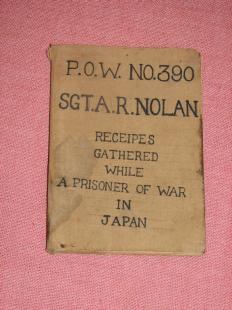 P.O.W. NO.390
SGT.A.R.NOLAN.
RECEIPES
GATHERED
WHILE
A PRISONER OF WAR
IN
JAPAN